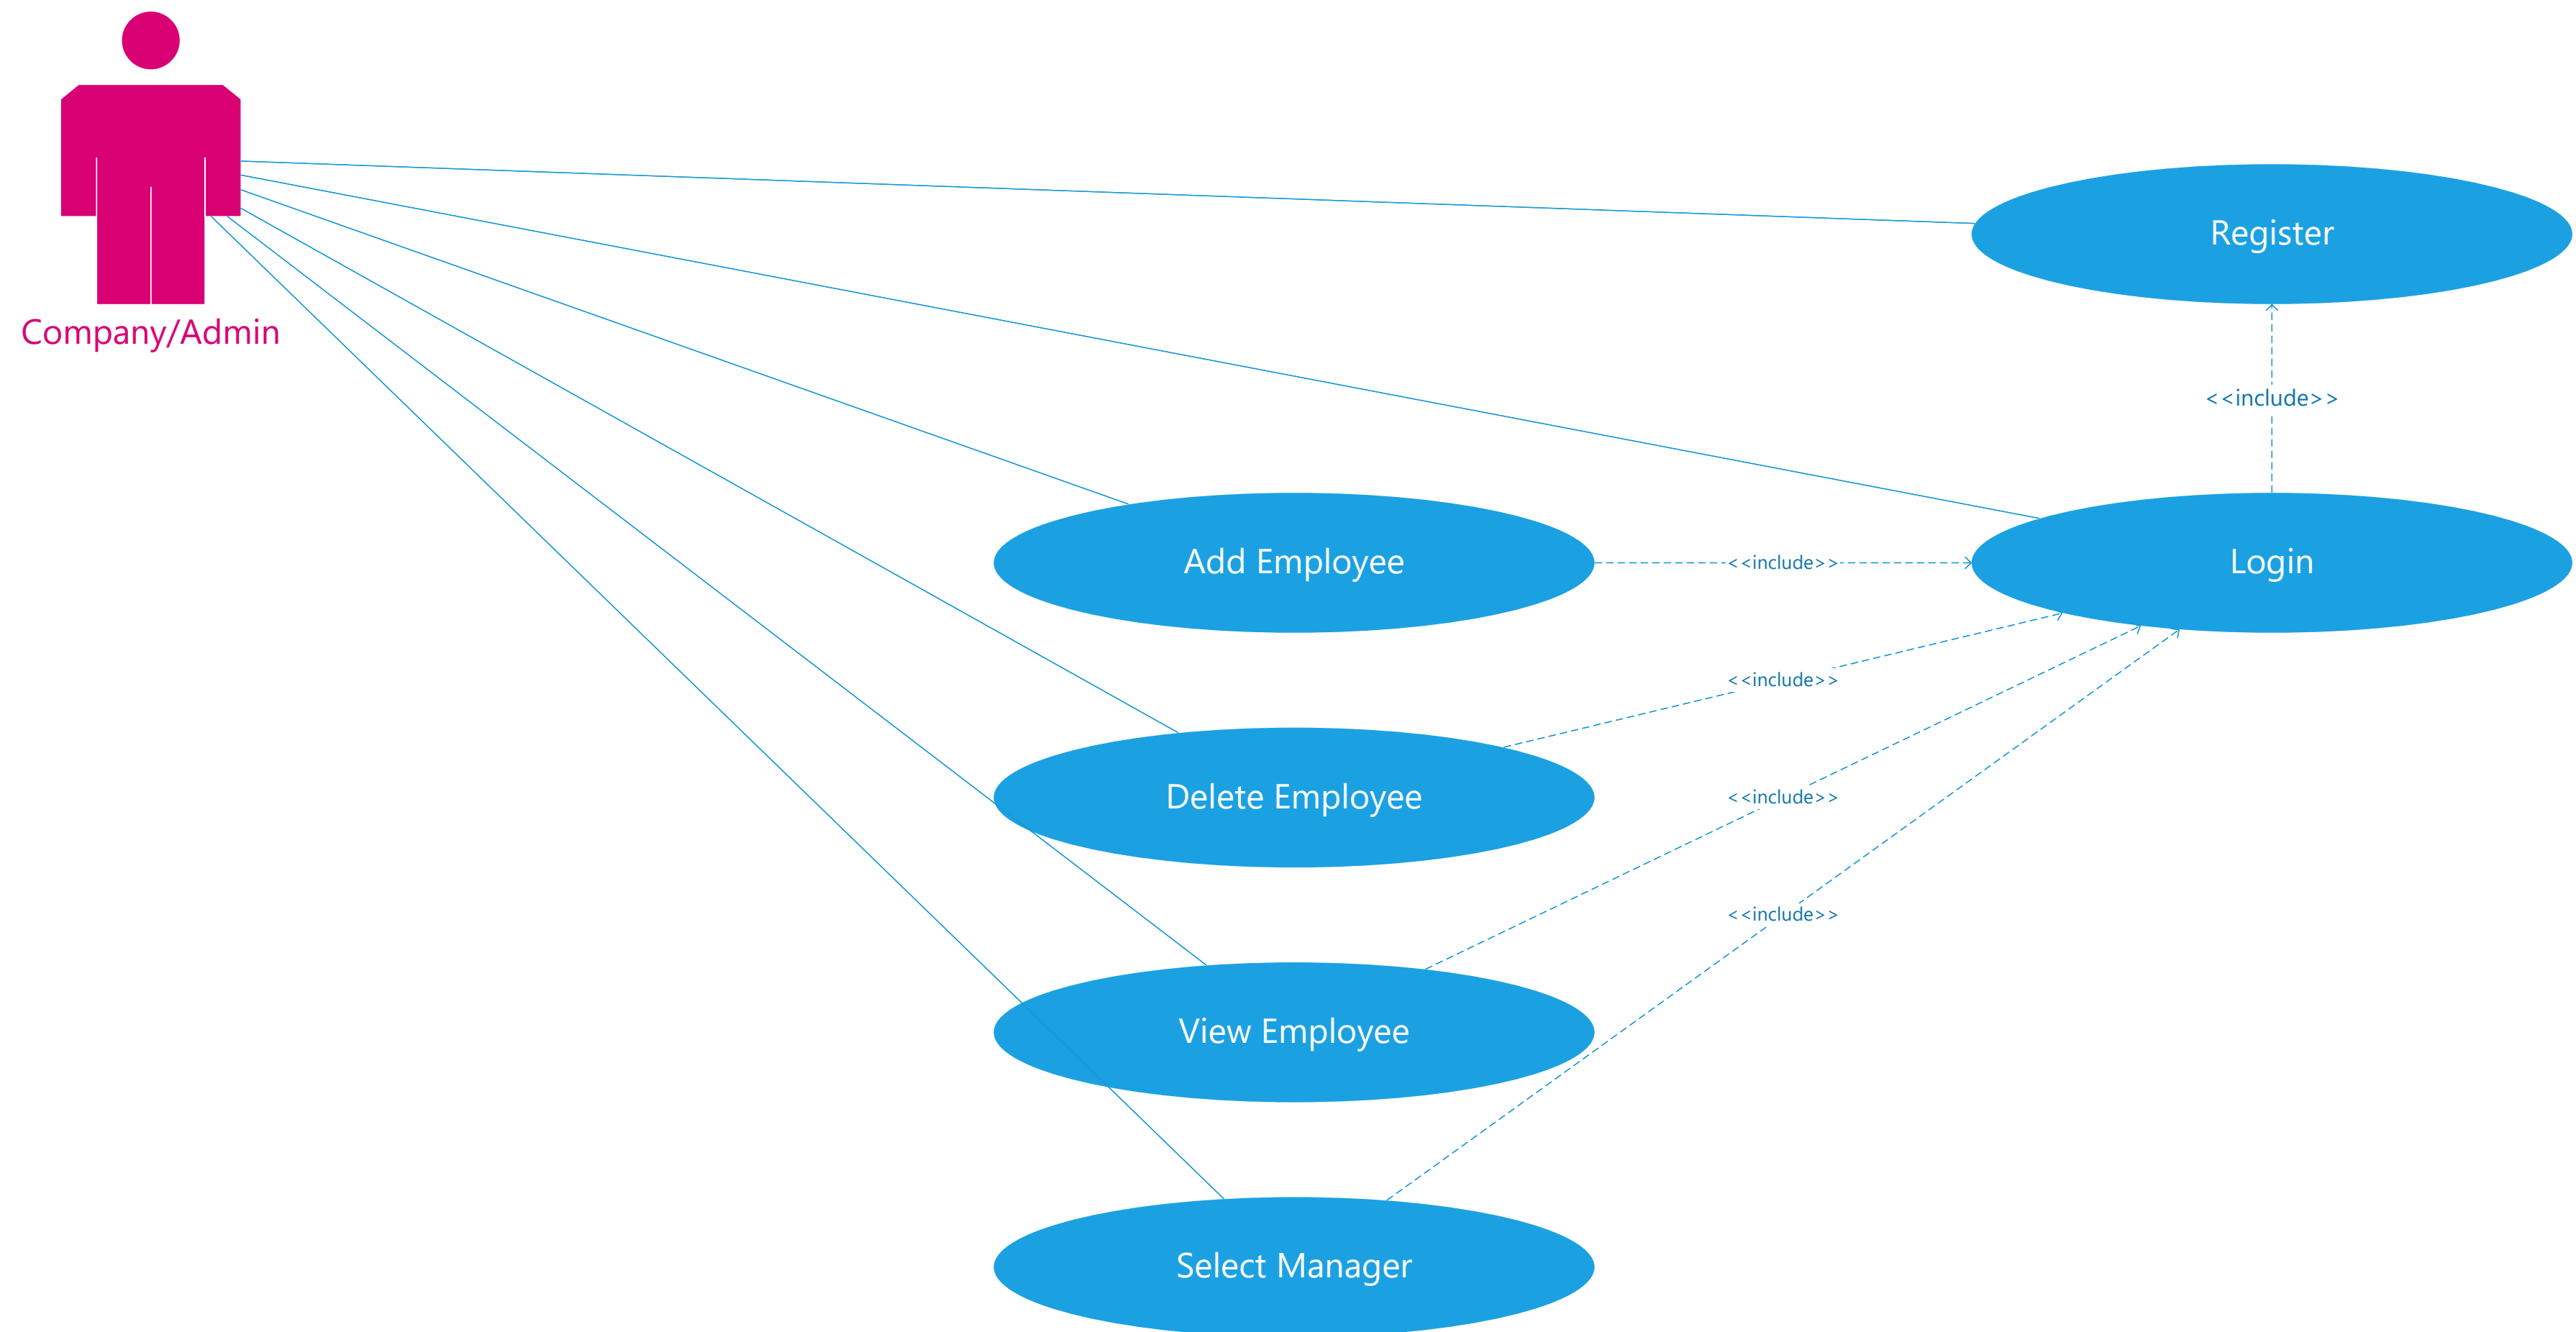 Company/Admin
Register
<<include>>
Add Employee
<<include>>
Login
<<include>>
Delete Employee
<<include>>
<<include>>
View Employee
Select Manager